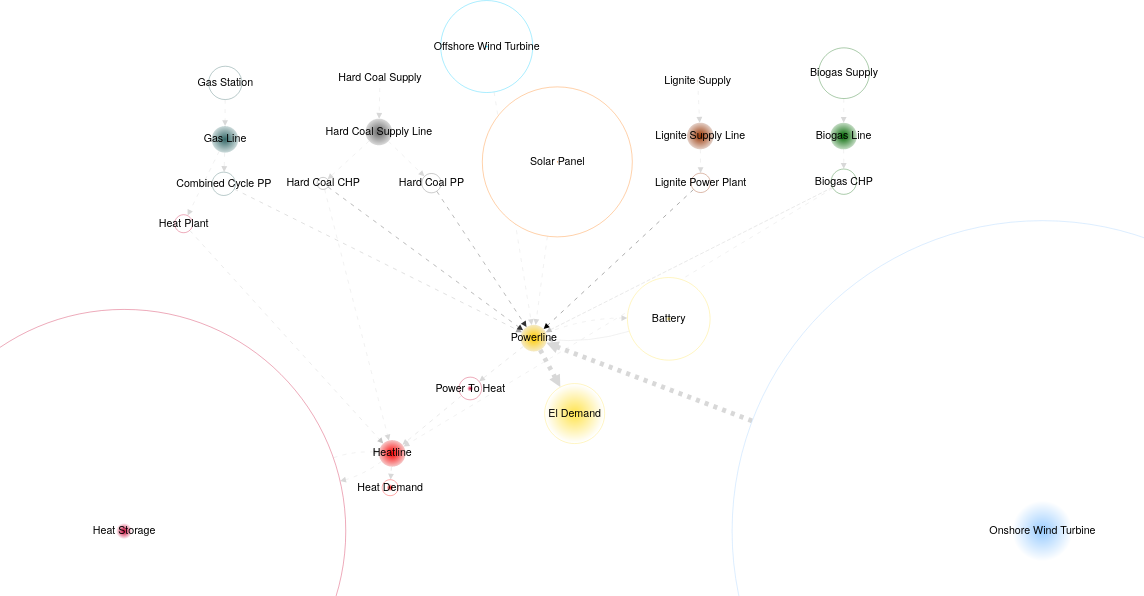 Offshore Wind Turbine
Gas Station
Hard Coal Supply
Lignite Supply
Biogas Supply
Gas Line
Hard Coal Supply Line
Lignite Supply Line
Biogas Line
Solar Panel
Combined Cycle PP
Hard Coal CHP
Hard Coal PP
Lignite Power Plant
Biogas CHP
Heat Plant
Battery
Powerline
Power To Heat
El Demand
Heatline
Heat Demand
Heat Storage
Onshore Wind Turbine